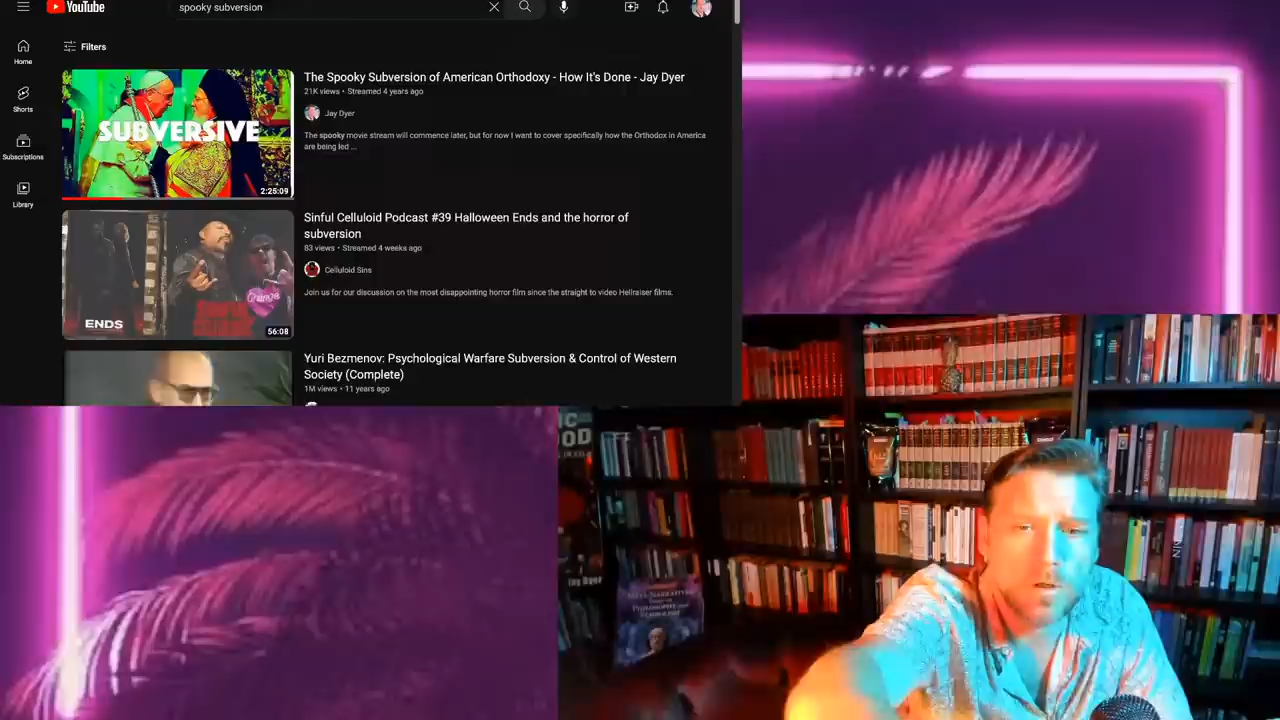 YouTube
spooky subversion
Home
Shorts
Subscriptions
Library
Filters
SUBVERSIVE
2:25:09
The Spooky Subversion of American Orthodoxy - How It's Done - Jay Dyer
21K views • Streamed 4 years ago
Jay Dyer
The spooky movie stream will commence later, but for now I want to cover specifically how the Orthodox in America
are being led ...
ENDS
56:08
Sinful Celluloid Podcast #39 Halloween Ends and the horror of
subversion
83 views • Streamed 4 weeks ago
Celluloid Sins
Join us for our discussion on the most disappointing horror film since the straight to video Hellraiser films.
Yuri Bezmenov: Psychological Warfare Subversion & Control of Western
Society (Complete)
1M views • 11 years ago
Jay Dyer